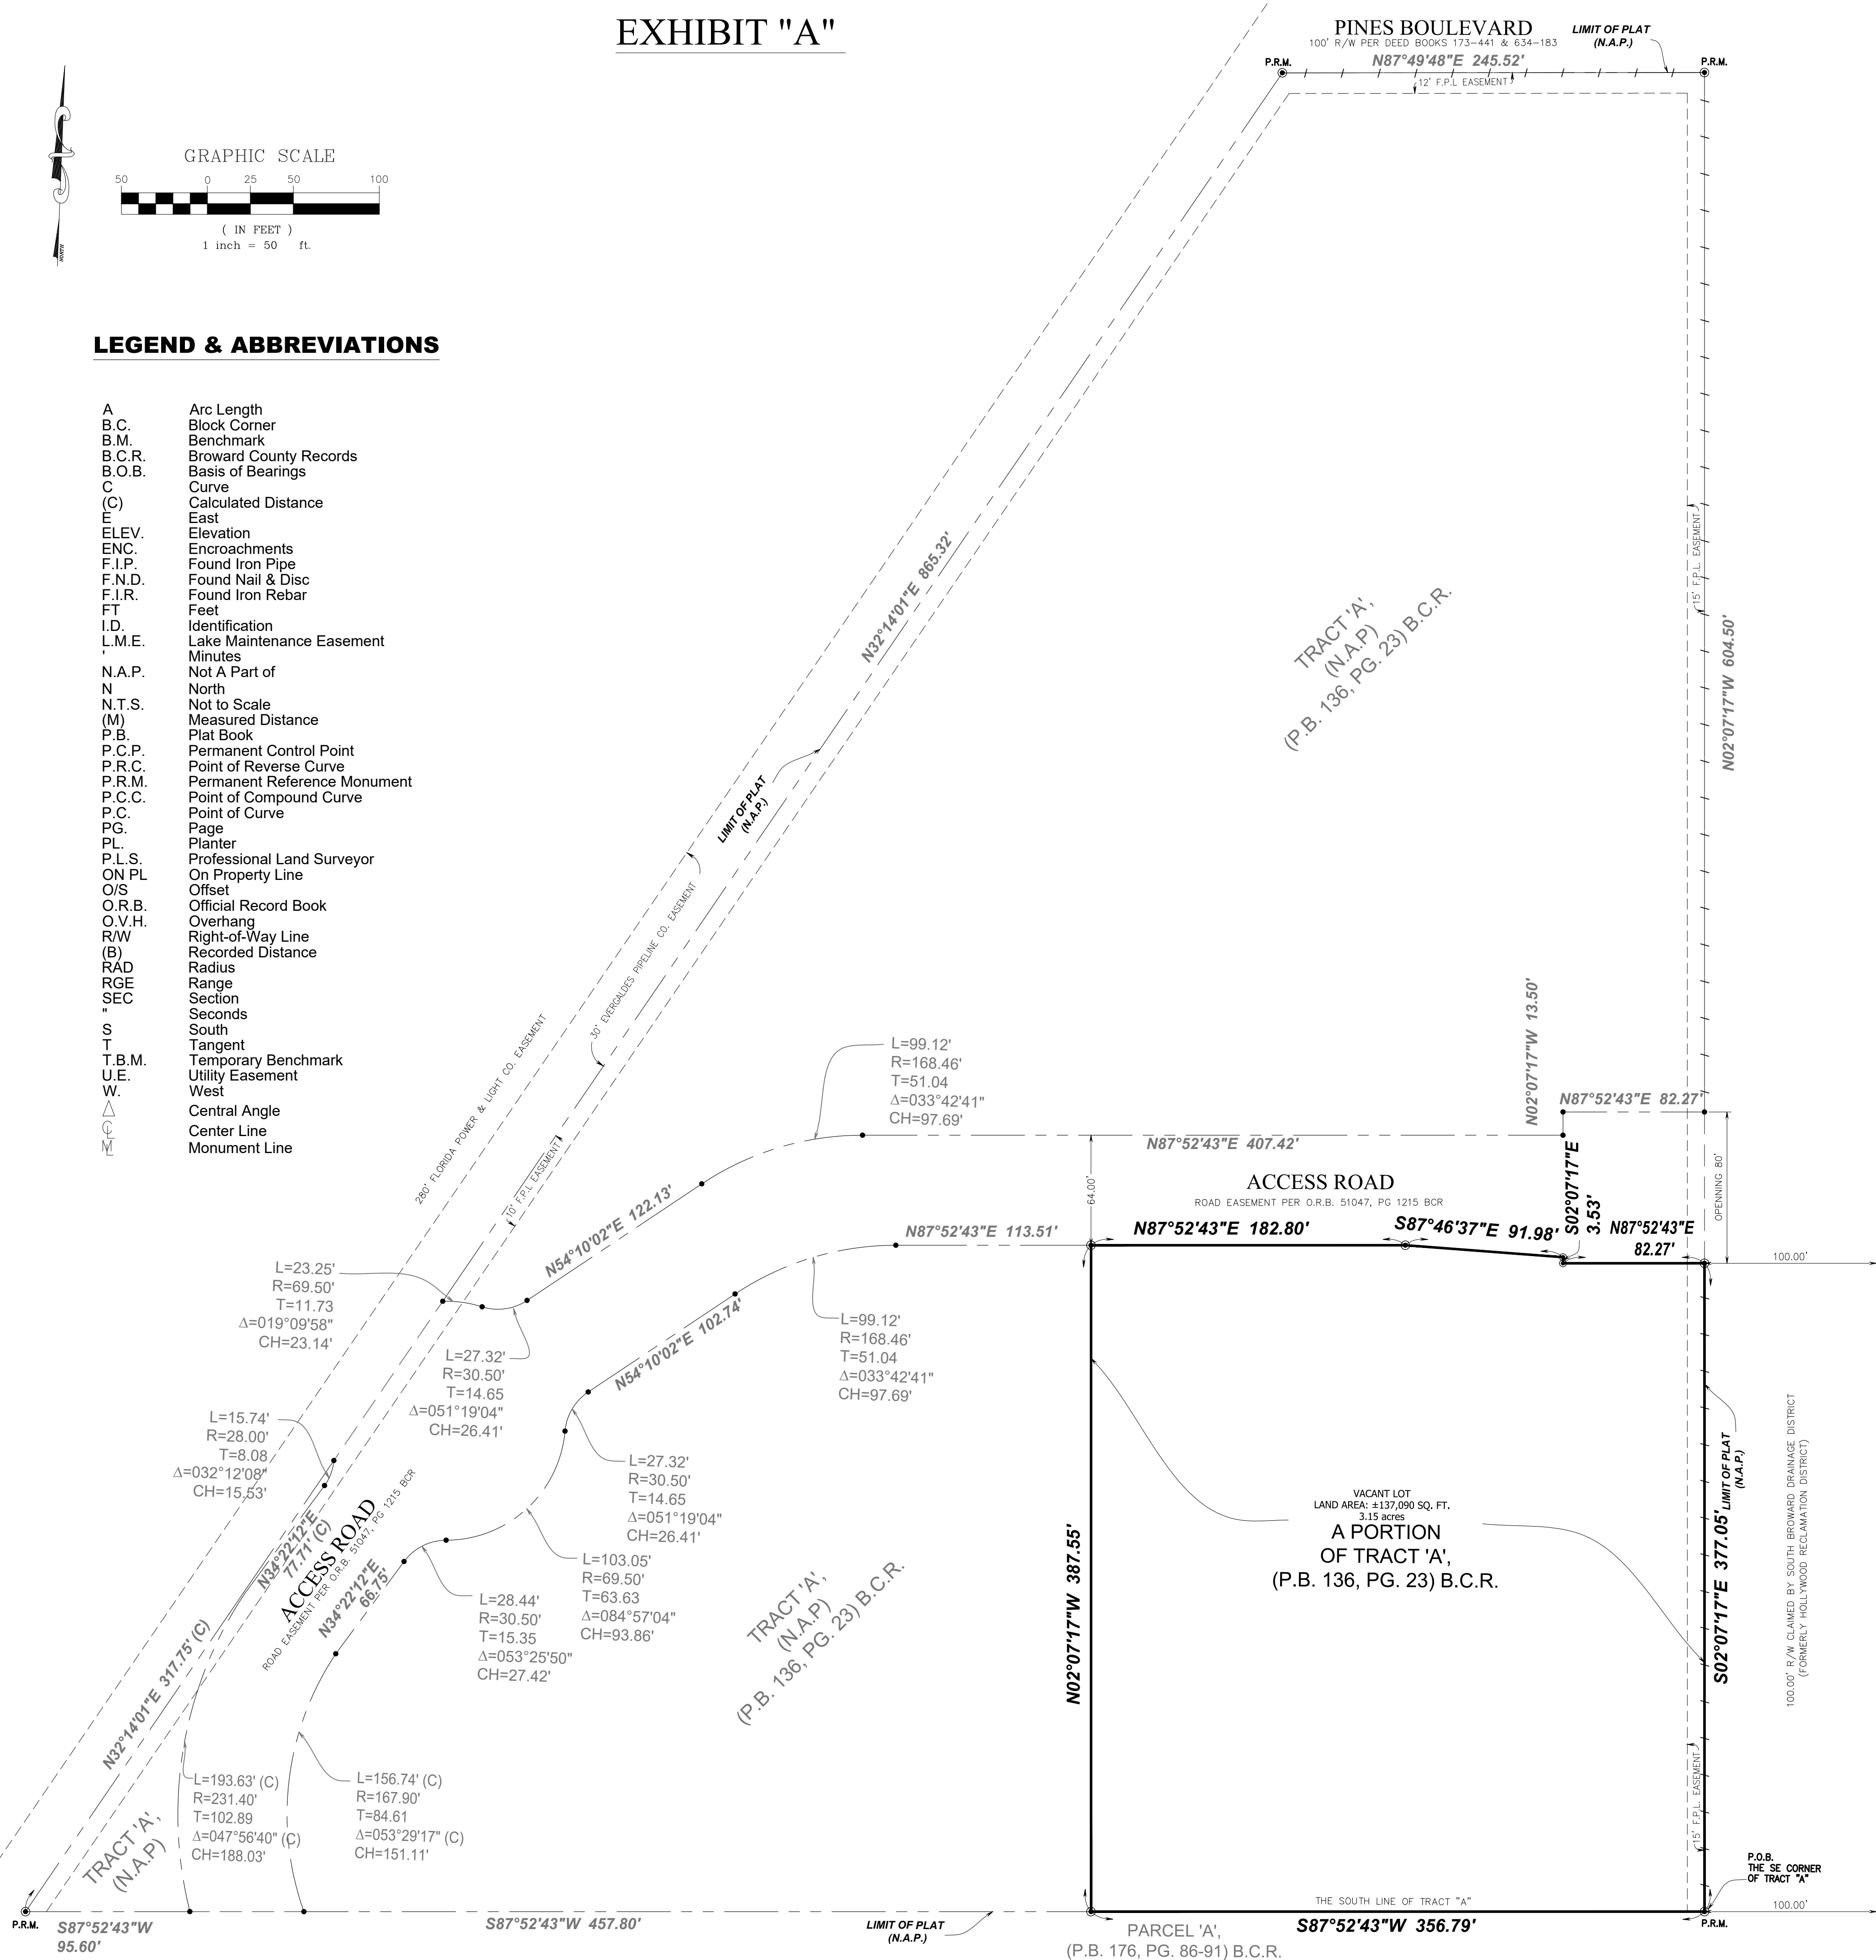 EXHIBIT "A"
PINES BOULEVARD
100' R/W PER DEED BOOKS 173-441 & 634-183
LIMIT OF PLAT
(N.A.P.)
P.R.M.
N87°49'48"E 245.52'
P.R.M.
12' F.P.L EASEMENT
NORTH
GRAPHIC SCALE
50 0 25 50 100
( IN FEET )
1 inch = 50 ft.
LEGEND & ABBREVIATIONS
A Arc Length
B.C. Block Corner
B.M. Benchmark
B.C.R. Broward County Records
B.O.B. Basis of Bearings
C Curve
(C) Calculated Distance
E East
ELEV. Elevation
ENC. Encroachments
F.I.P. Found Iron Pipe
F.N.D. Found Nail & Disc
F.I.R. Found Iron Rebar
FT Feet
I.D. Identification
L.M.E. Lake Maintenance Easement
' Minutes
N.A.P. Not A Part of
N North
N.T.S. Not to Scale
(M) Measured Distance
P.B. Plat Book
P.C.P. Permanent Control Point
P.R.C. Point of Reverse Curve
P.R.M. Permanent Reference Monument
P.C.C. Point of Compound Curve
P.C. Point of Curve
PG. Page
PL. Planter
P.L.S. Professional Land Surveyor
ON PL On Property Line
O/S Offset
O.R.B. Official Record Book
O.V.H. Overhang
R/W Right-of-Way Line
(B) Recorded Distance
RAD Radius
RGE Range
SEC Section
" Seconds
S South
T Tangent
T.B.M. Temporary Benchmark
U.E. Utility Easement
W. West
△ Central Angle
CL Center Line
ML Monument Line
N32°14'01"E 865.32'
TRACT 'A',
(N.A.P)
(P.B. 136, PG. 23) B.C.R.
15' F.P.L. EASEMENT
N02°07'17"W 604.50'
LIMIT OF PLAT
(N.A.P.)
30' EVERGALDES PIPELINE CO. EASEMENT
280' FLORIDA POWER & LIGHT CO. EASEMENT
10' F.P.L EASEMENT
L=99.12'
R=168.46'
T=51.04
Δ=033°42'41"
CH=97.69'
N02°07'17"W 13.50'
N87°52'43"E 82.27'
N87°52'43"E 407.42'
ACCESS ROAD
ROAD EASEMENT PER O.R.B. 51047, PG 1215 BCR
64.00'
OPENNING 80'
S02°07'17"E
3.53'
N54°10'02"E 122.13'
N87°52'43"E 113.51'
N87°52'43"E 182.80'
S87°46'37"E 91.98'
N87°52'43"E
82.27'
100.00'
L=23.25'
R=69.50'
T=11.73
Δ=019°09'58"
CH=23.14'
L=27.32'
R=30.50'
T=14.65
Δ=051°19'04"
CH=26.41'
N54°10'02"E 102.74'
L=99.12'
R=168.46'
T=51.04
Δ=033°42'41"
CH=97.69'
L=15.74'
R=28.00'
T=8.08
Δ=032°12'08"
CH=15.53'
L=27.32'
R=30.50'
T=14.65
Δ=051°19'04"
CH=26.41'
N34°22'12"E
77.71' (C)
ACCESS ROAD
ROAD EASEMENT PER O.R.B. 51047, PG 1215 BCR
N34°22'12"E
66.75'
L=103.05'
R=69.50'
T=63.63
Δ=084°57'04"
CH=93.86'
L=28.44'
R=30.50'
T=15.35
Δ=053°25'50"
CH=27.42'
TRACT 'A',
(N.A.P)
(P.B. 136, PG. 23) B.C.R.
N02°07'17"W 387.55'
VACANT LOT
LAND AREA: ±137,090 SQ. FT.
3.15 acres
A PORTION
OF TRACT 'A',
(P.B. 136, PG. 23) B.C.R.
S02°07'17"E 377.05'
LIMIT OF PLAT
(N.A.P.)
100.00' R/W CLAIMED BY SOUTH BROWARD DRAINAGE DISTRICT
(FORMERLY HOLLYWOOD RECLAMATION DISTRICT)
N32°14'01"E 317.75' (C)
L=193.63' (C)
R=231.40'
T=102.89
Δ=047°56'40" (C)
CH=188.03'
L=156.74' (C)
R=167.90'
T=84.61
Δ=053°29'17" (C)
CH=151.11'
TRACT 'A',
(N.A.P)
15' F.P.L. EASEMENT
P.O.B.
THE SE CORNER
OF TRACT "A"
100.00'
P.R.M.
S87°52'43"W
95.60'
S87°52'43"W 457.80'
LIMIT OF PLAT
(N.A.P.)
THE SOUTH LINE OF TRACT "A"
S87°52'43"W 356.79'
P.R.M.
PARCEL 'A',
(P.B. 176, PG. 86-91) B.C.R.